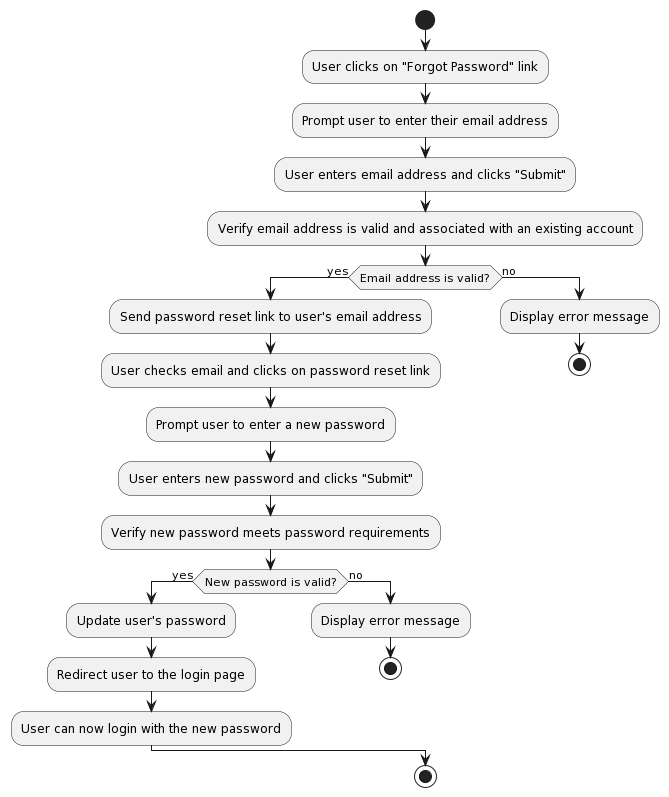 User clicks on "Forgot Password" link
Prompt user to enter their email address
User enters email address and clicks "Submit"
Verify email address is valid and associated with an existing account
yes
Email address is valid?
no
Send password reset link to user's email address
Display error message
User checks email and clicks on password reset link
Prompt user to enter a new password
User enters new password and clicks "Submit"
Verify new password meets password requirements
yes
New password is valid?
no
Update user's password
Display error message
Redirect user to the login page
User can now login with the new password